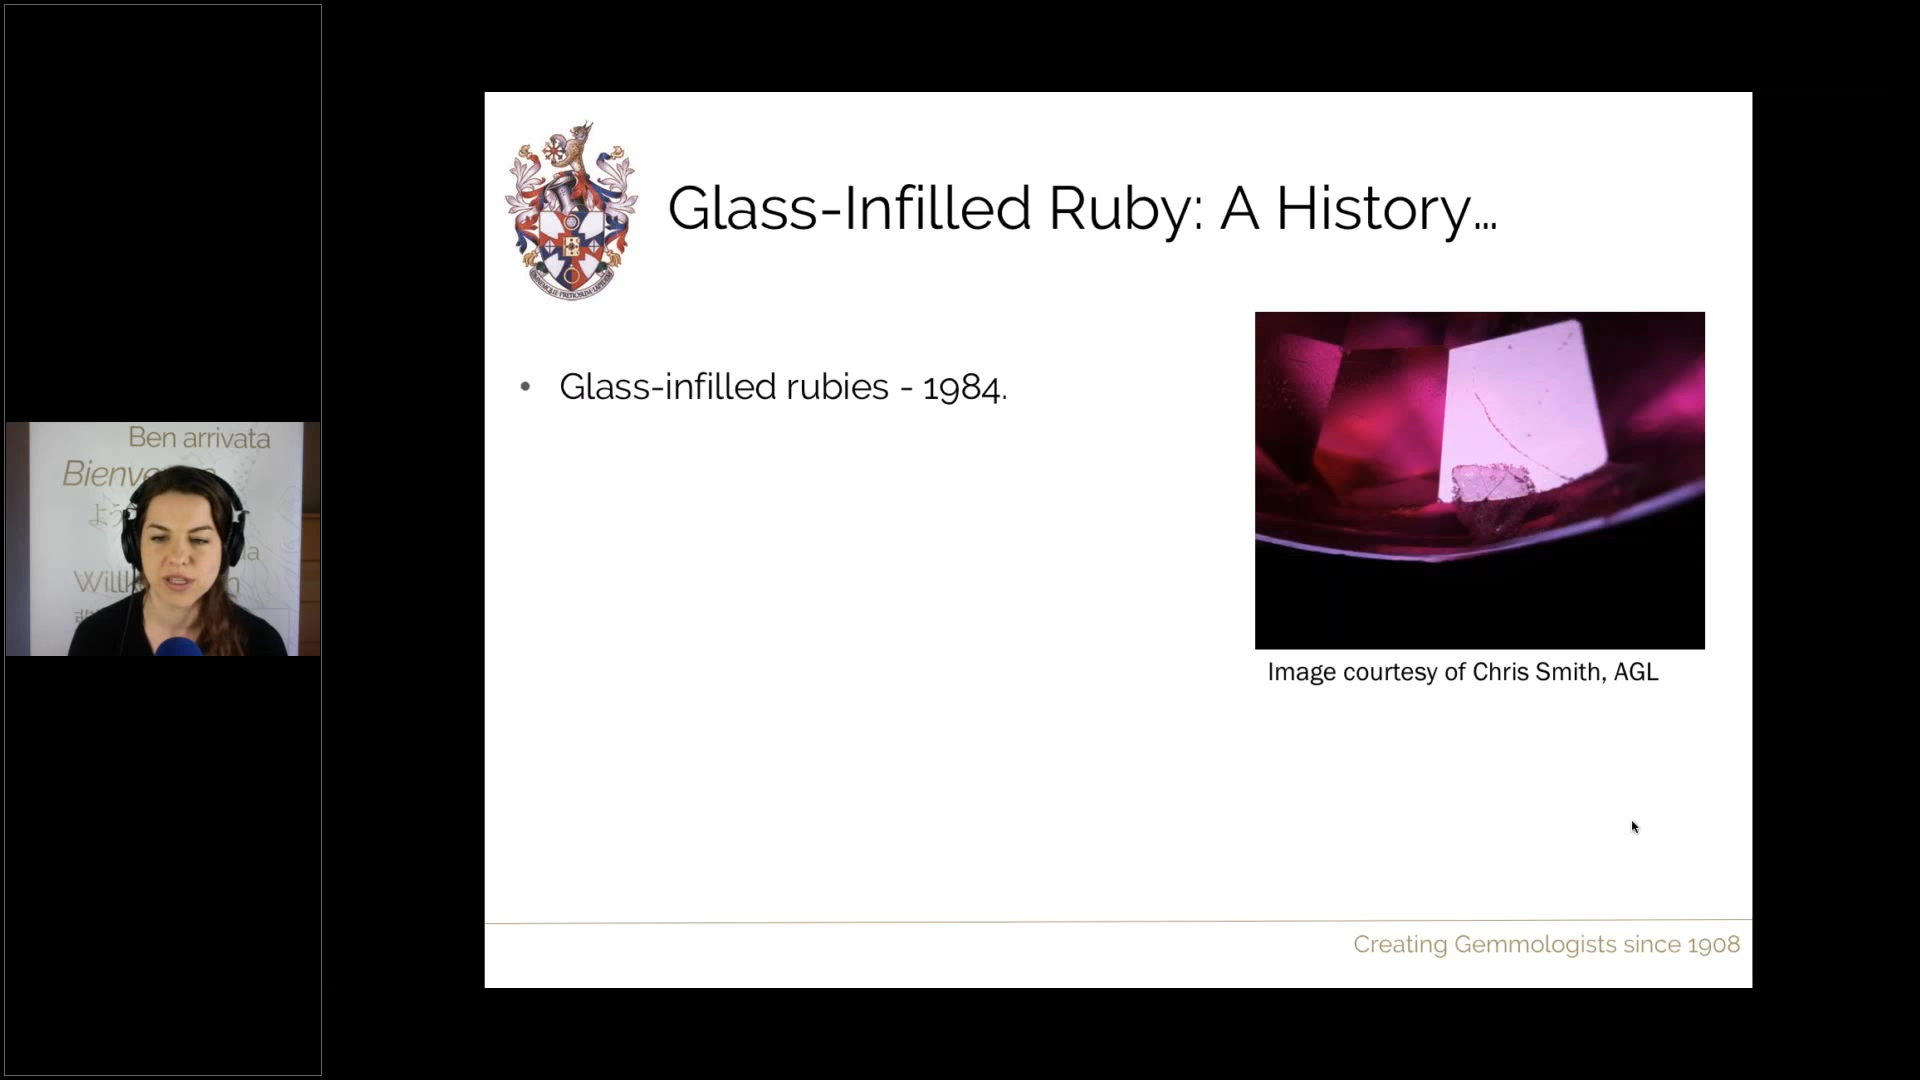 Ben arrivata
Glass-Infilled Ruby: A History...
• Glass-infilled rubies - 1984.
Image courtesy of Chris Smith, AGL
Creating Gemmologists since 1908